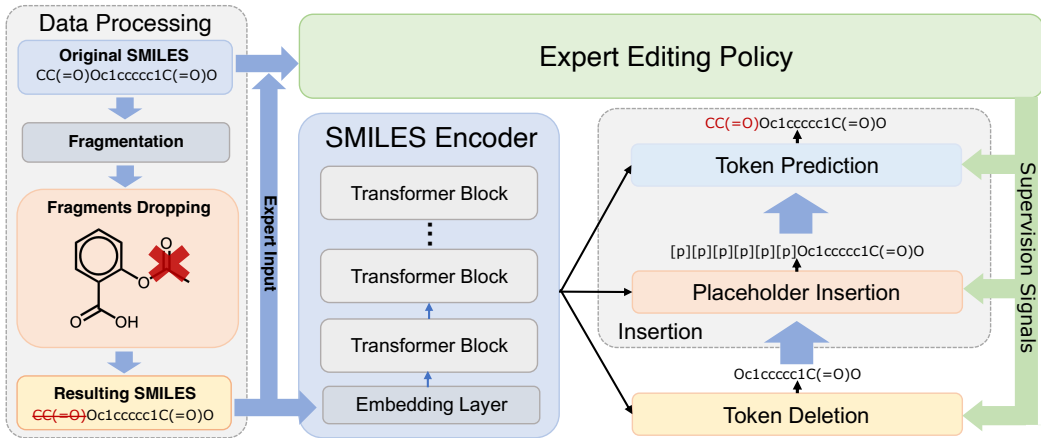 Data Processing
Original SMILES
CC(=O)Oc1ccccc1C(=O)O
Fragmentation
Fragments Dropping
O
O
O
OH
Resulting SMILES
CC(=O)Oc1ccccc1C(=O)O
Expert Input
Expert Editing Policy
SMILES Encoder
Transformer Block
...
Transformer Block
Transformer Block
Embedding Layer
CC(=O)Oc1ccccc1C(=O)O
Token Prediction
[p][p][p][p][p][p]Oc1ccccc1C(=O)O
Placeholder Insertion
Insertion
Oc1ccccc1C(=O)O
Token Deletion
Supervision Signals